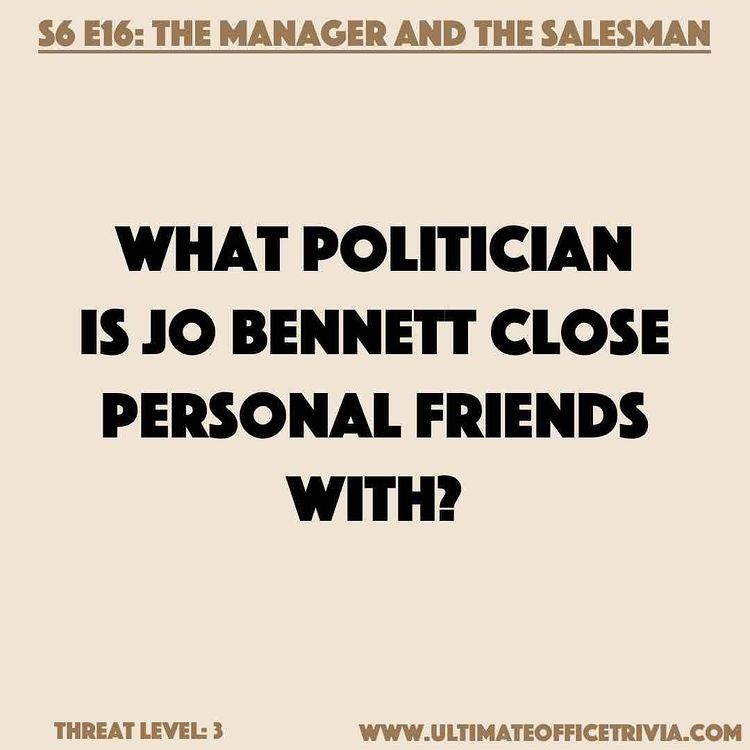 S6 E16: THE MANAGER AND THE SALESMAN
WHAT POLITICIAN
IS JO BENNETT CLOSE
PERSONAL FRIENDS
WITH?
THREAT LEVEL: 3
WWW.ULTIMATEOFFICETRIVIA.COM